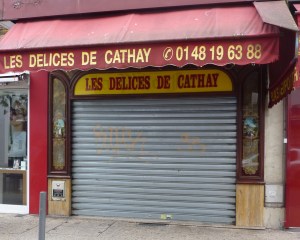 LES DELICES DE CATHAY ✆ 01 48 19 63 88
LES DELICES DE CATHAY